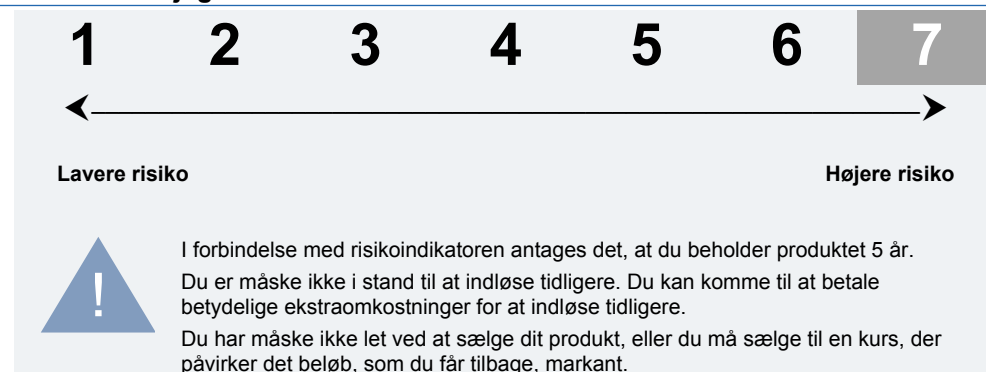 1 2 3 4 5 6 7
Lavere risiko Højere risiko
!
I forbindelse med risikoindikatoren antages det, at du beholder produktet 5 år.
Du er måske ikke i stand til at indløse tidligere. Du kan komme til at betale
betydelige ekstraomkostninger for at indløse tidligere.
Du har måske ikke let ved at sælge dit produkt, eller du må sælge til en kurs, der
påvirker det beløb, som du får tilbage, markant.